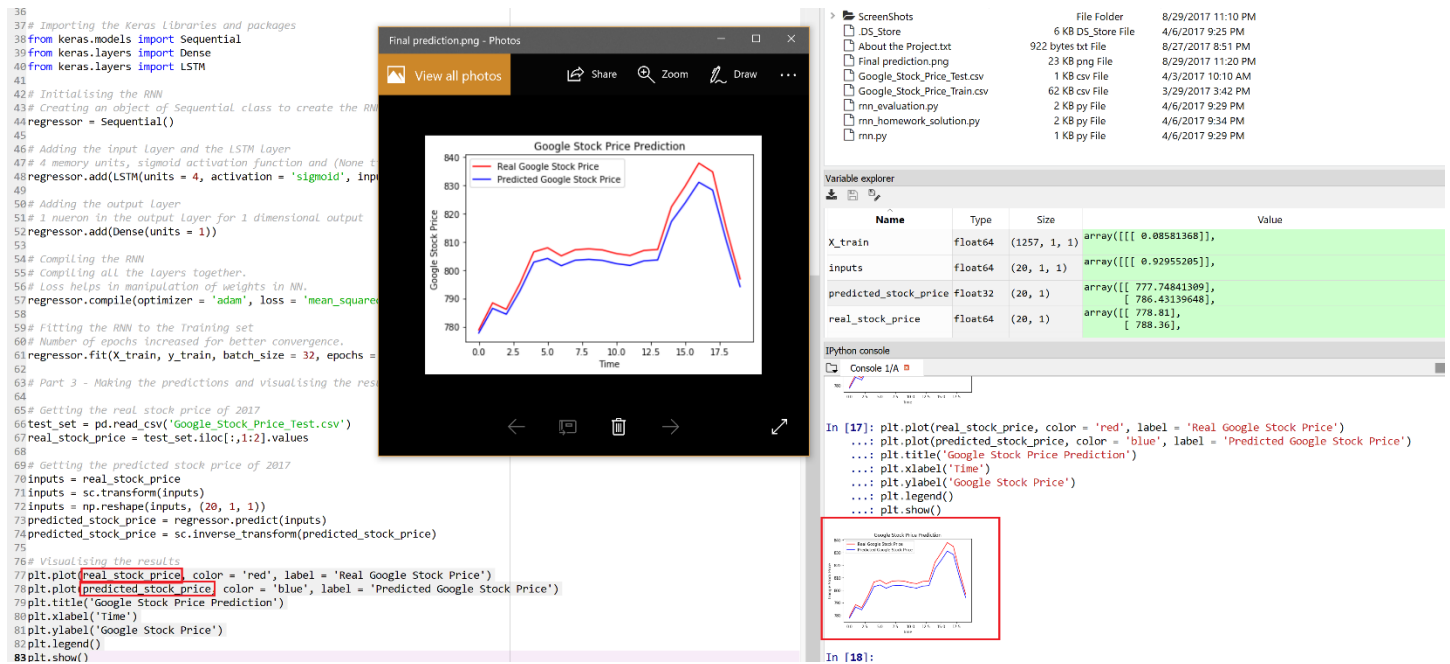 36
37 # Importing the Keras libraries and packages
38 from keras.models import Sequential
39 from keras.layers import Dense
40 from keras.layers import LSTM
41
42 # Initialising the RNN
43 # Creating an object of Sequential class to create the RNN
44 regressor = Sequential()
45
46 # Adding the input layer and the LSTM layer
47 # 4 memory units, sigmoid activation function and (None t
48 regressor.add(LSTM(units = 4, activation = 'sigmoid', inpu
49
50 # Adding the output layer
51 # 1 nueron in the output layer for 1 dimensional output
52 regressor.add(Dense(units = 1))
53
54 # Compiling the RNN
55 # Compiling all the layers together.
56 # Loss helps in manipulation of weights in NN.
57 regressor.compile(optimizer = 'adam', loss = 'mean_squared
58
59 # Fitting the RNN to the Training set
60 # Number of epochs increased for better convergence.
61 regressor.fit(X_train, y_train, batch_size = 32, epochs =
62
63 # Part 3 - Making the predictions and visualising the resu
64
65 # Getting the real stock price of 2017
66 test_set = pd.read_csv('Google_Stock_Price_Test.csv')
67 real_stock_price = test_set.iloc[:,1:2].values
68
69 # Getting the predicted stock price of 2017
70 inputs = real_stock_price
71 inputs = sc.transform(inputs)
72 inputs = np.reshape(inputs, (20, 1, 1))
73 predicted_stock_price = regressor.predict(inputs)
74 predicted_stock_price = sc.inverse_transform(predicted_stock_price)
75
76 # Visualising the results
77 plt.plot(real_stock_price, color = 'red', label = 'Real Google Stock Price')
78 plt.plot(predicted_stock_price, color = 'blue', label = 'Predicted Google Stock Price')
79 plt.title('Google Stock Price Prediction')
80 plt.xlabel('Time')
81 plt.ylabel('Google Stock Price')
82 plt.legend()
83 plt.show()
Final prediction.png - Photos
View all photos Share Zoom Draw
Google Stock Price Prediction
Real Google Stock Price
Predicted Google Stock Price
840
830
820
810
800
790
780
Google Stock Price
0.0 2.5 5.0 7.5 10.0 12.5 15.0 17.5
Time
ScreenShots File Folder 8/29/2017 11:10 PM
.DS_Store 6 KB DS_Store File 4/6/2017 9:25 PM
About the Project.txt 922 bytes txt File 8/27/2017 8:51 PM
Final prediction.png 23 KB png File 8/29/2017 11:20 PM
Google_Stock_Price_Test.csv 1 KB csv File 4/3/2017 10:10 AM
Google_Stock_Price_Train.csv 62 KB csv File 3/29/2017 3:42 PM
rnn_evaluation.py 2 KB py File 4/6/2017 9:29 PM
rnn_homework_solution.py 2 KB py File 4/6/2017 9:34 PM
rnn.py 1 KB py File 4/6/2017 9:29 PM
Variable explorer
Name Type Size Value
X_train float64 (1257, 1, 1) array([[[ 0.08581368]],
inputs float64 (20, 1, 1) array([[[ 0.92955205]],
predicted_stock_price float32 (20, 1) array([[ 777.74841309],
[ 786.43139648],
real_stock_price float64 (20, 1) array([[ 778.81],
[ 788.36],
IPython console
Console 1/A
In [17]: plt.plot(real_stock_price, color = 'red', label = 'Real Google Stock Price')
...: plt.plot(predicted_stock_price, color = 'blue', label = 'Predicted Google Stock Price')
...: plt.title('Google Stock Price Prediction')
...: plt.xlabel('Time')
...: plt.ylabel('Google Stock Price')
...: plt.legend()
...: plt.show()
Google Stock Price Prediction
Real Google Stock Price
Predicted Google Stock Price
In [18]: